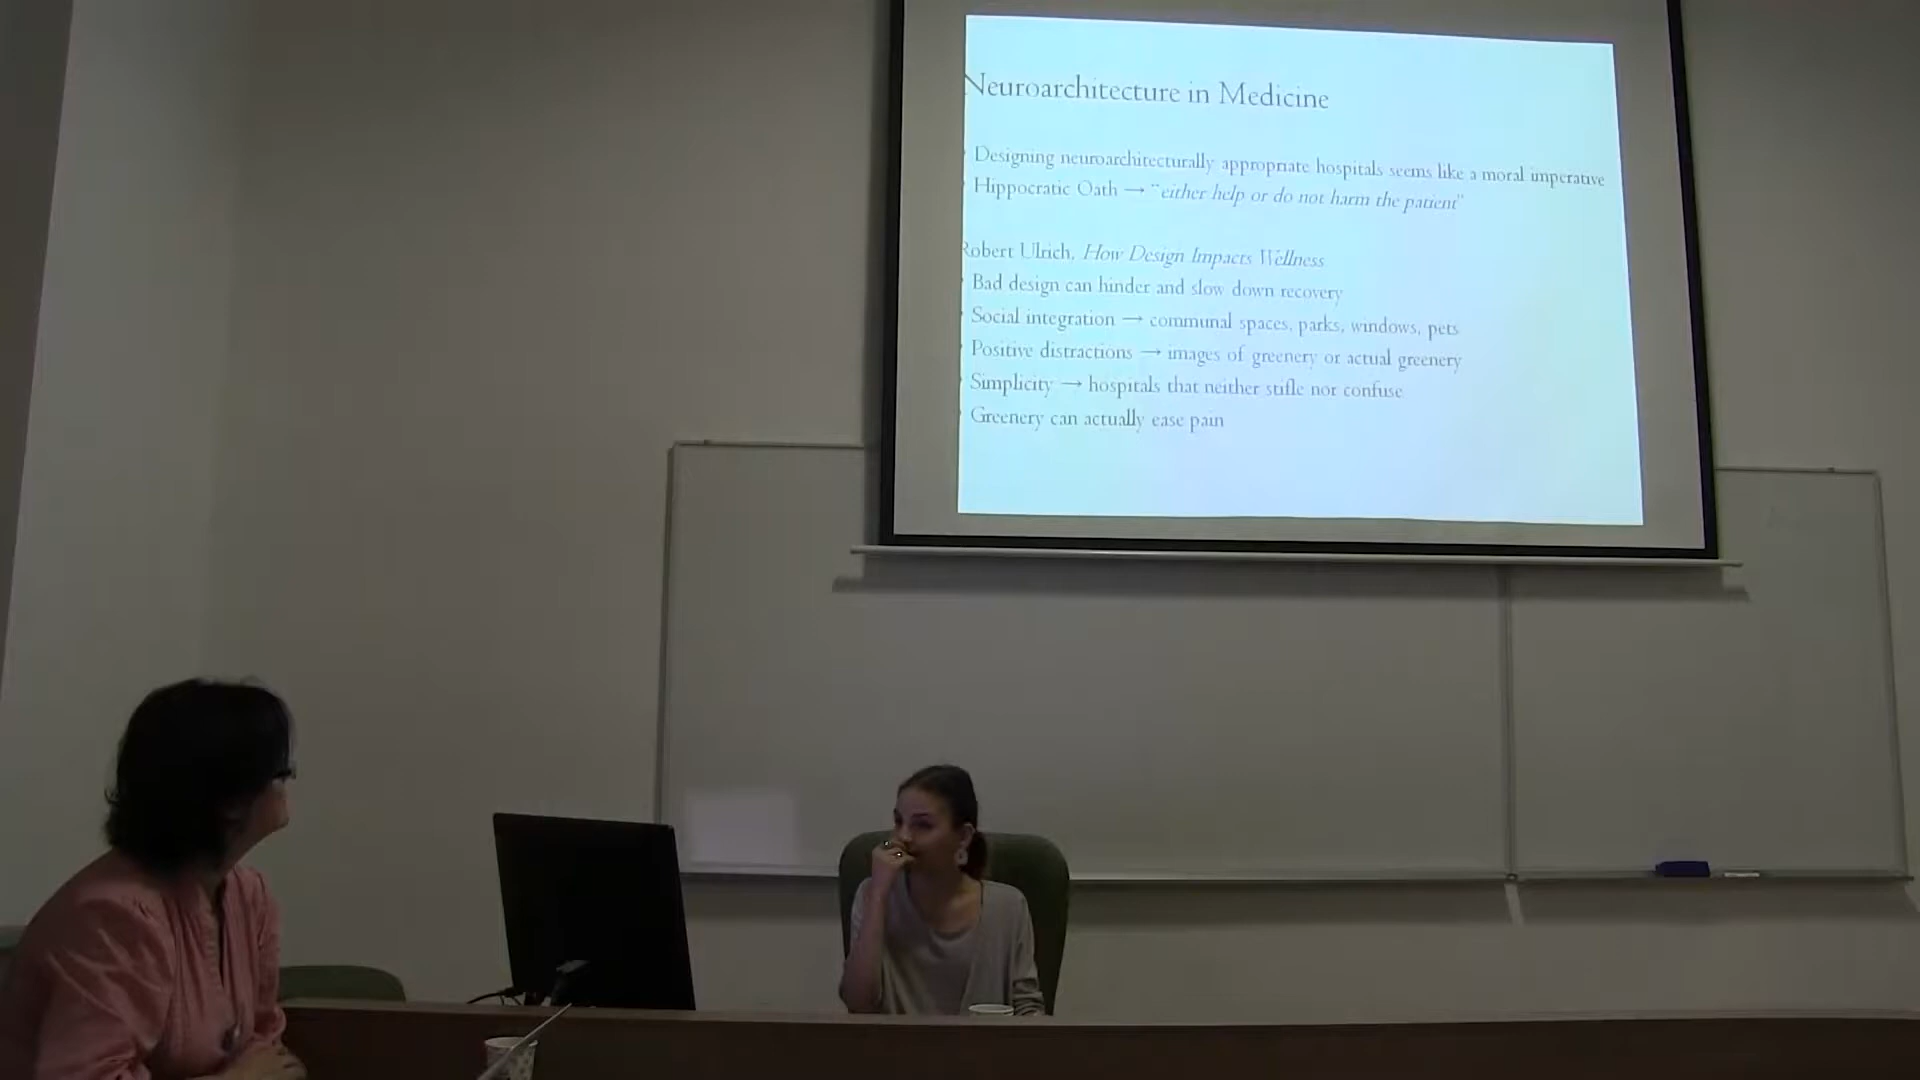 Neuroarchitecture in Medicine
Designing neuroarchitecturally appropriate hospitals seems like a moral imperative
Hippocratic Oath → "either help or do not harm the patient"
Robert Ulrich, How Design Impacts Wellness
Bad design can hinder and slow down recovery
Social integration → communal spaces, parks, windows, pets
Positive distractions → images of greenery or actual greenery
Simplicity → hospitals that neither stifle nor confuse
Greenery can actually ease pain